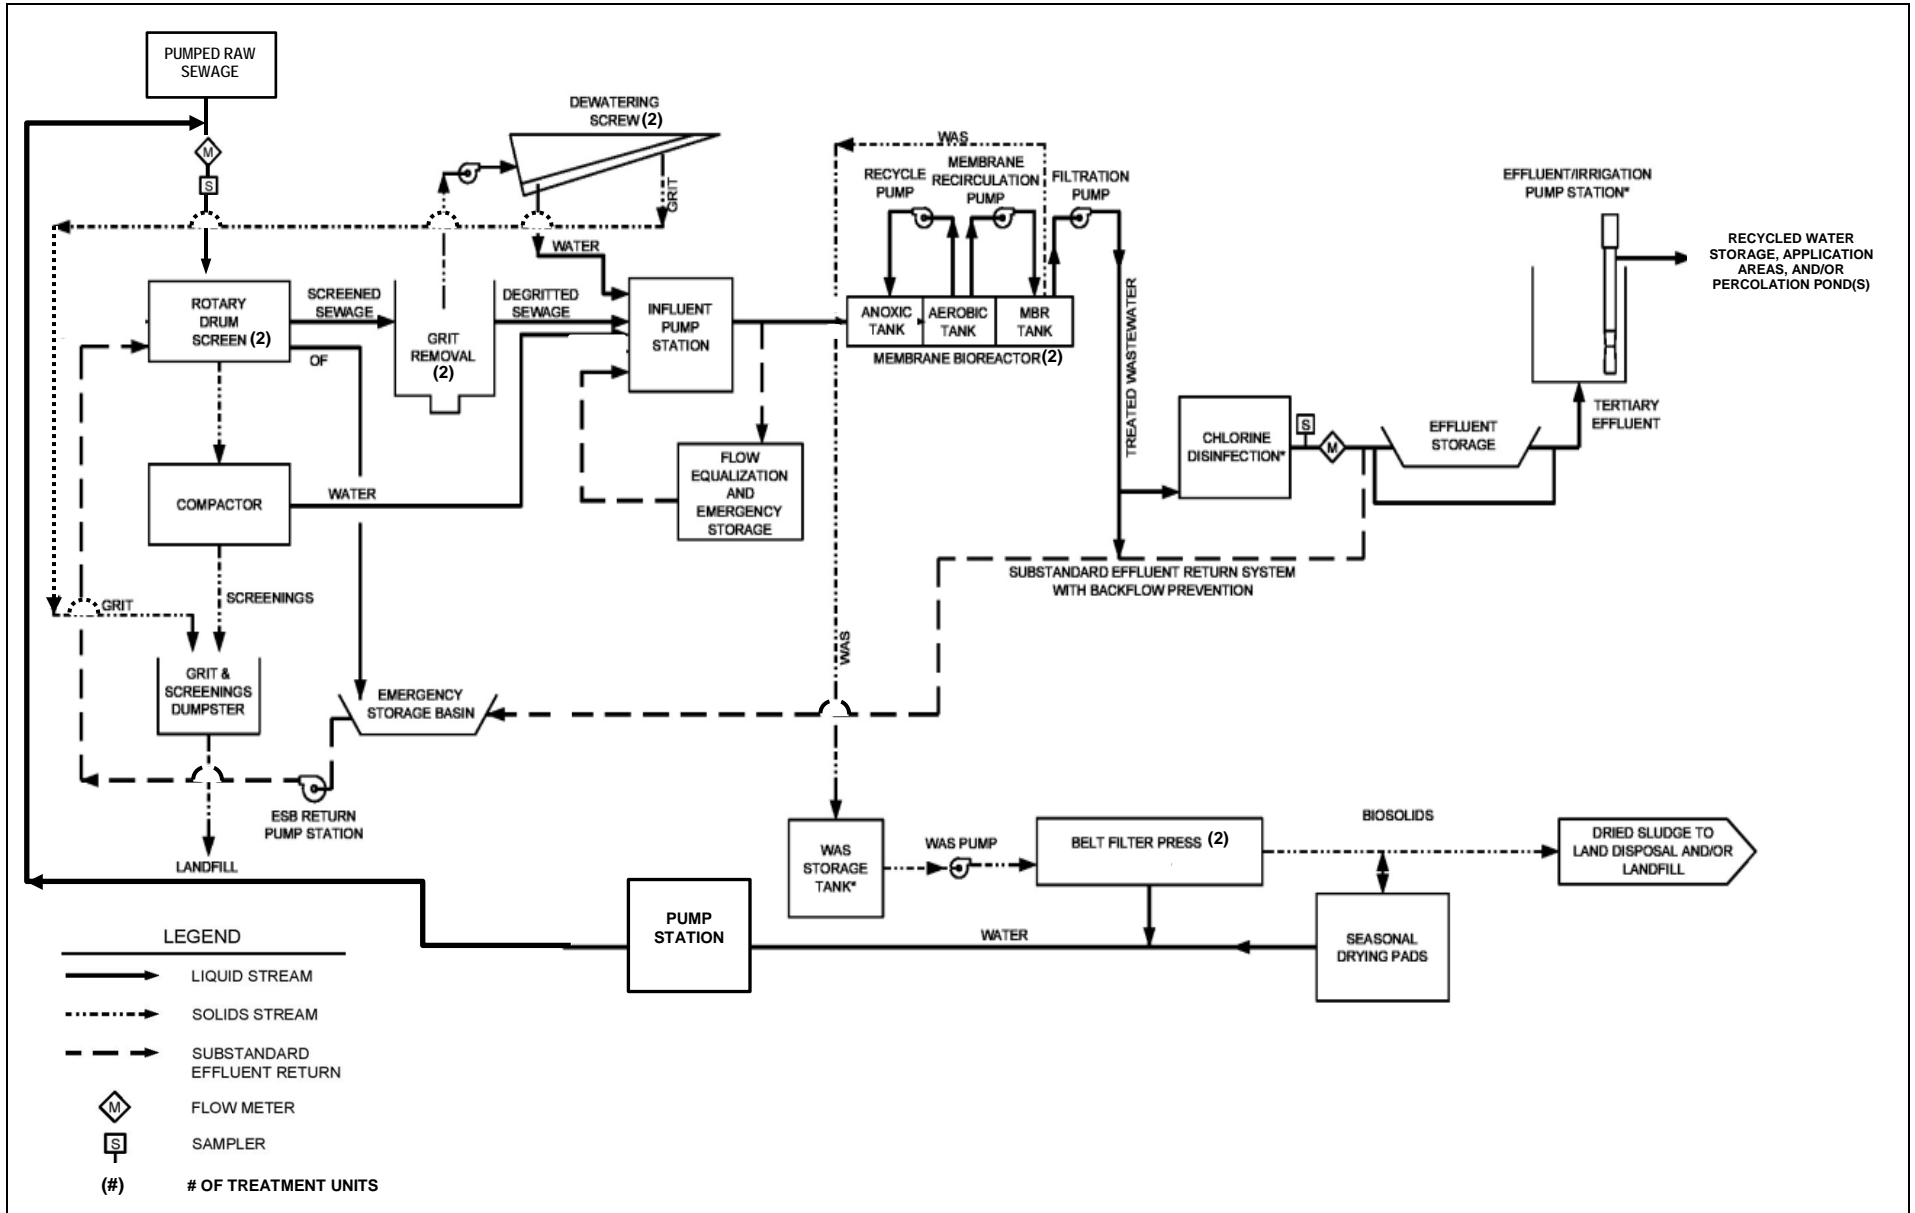 PUMPED RAW
SEWAGE
M
S
DEWATERING
SCREW (2)
GRIT
WATER
ROTARY
DRUM
SCREEN (2)
SCREENED
SEWAGE
OF
GRIT
REMOVAL
(2)
DEGRITTED
SEWAGE
INFLUENT
PUMP
STATION
COMPACTOR
WATER
FLOW
EQUALIZATION
AND
EMERGENCY
STORAGE
WAS
RECYCLE
PUMP
MEMBRANE
RECIRCULATION
PUMP
FILTRATION
PUMP
ANOXIC
TANK
AEROBIC
TANK
MBR
TANK
MEMBRANE BIOREACTOR (2)
TREATED WASTEWATER
EFFLUENT/IRRIGATION
PUMP STATION*
RECYCLED WATER
STORAGE, APPLICATION
AREAS, AND/OR
PERCOLATION POND(S)
CHLORINE
DISINFECTION*
S
M
EFFLUENT
STORAGE
TERTIARY
EFFLUENT
SUBSTANDARD EFFLUENT RETURN SYSTEM
WITH BACKFLOW PREVENTION
GRIT
SCREENINGS
GRIT &
SCREENINGS
DUMPSTER
EMERGENCY
STORAGE BASIN
WAS
ESB RETURN
PUMP STATION
LANDFILL
WAS
STORAGE
TANK*
WAS PUMP
BELT FILTER PRESS (2)
BIOSOLIDS
DRIED SLUDGE TO
LAND DISPOSAL AND/OR
LANDFILL
PUMP
STATION
WATER
SEASONAL
DRYING PADS
LEGEND
LIQUID STREAM
SOLIDS STREAM
SUBSTANDARD
EFFLUENT RETURN
M FLOW METER
S SAMPLER
(#) # OF TREATMENT UNITS